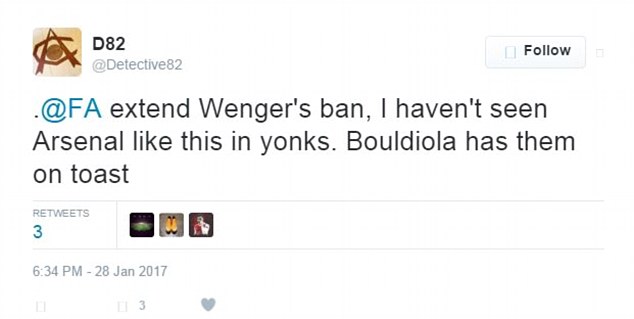 D82
@Detective82
Follow
.@FA extend Wenger's ban, I haven't seen
Arsenal like this in yonks. Bouldiola has them
on toast
RETWEETS
3
6:34 PM - 28 Jan 2017
3